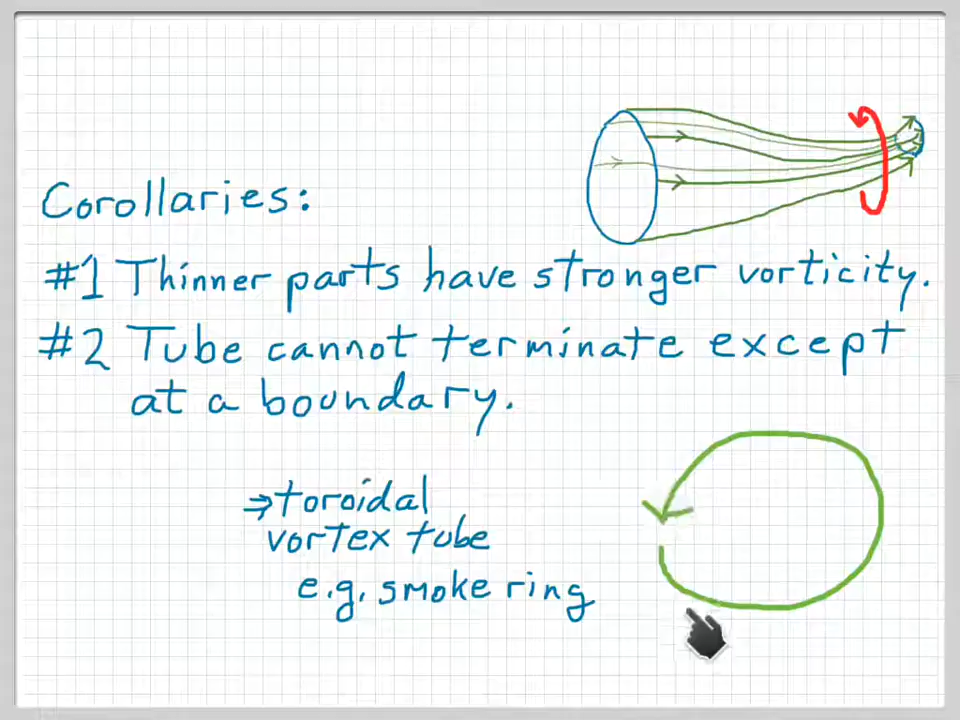 Corollaries:
#1 Thinner parts have stronger vorticity.
#2 Tube cannot terminate except
at a boundary.
⇒ toroidal
vortex tube
e.g. smoke ring